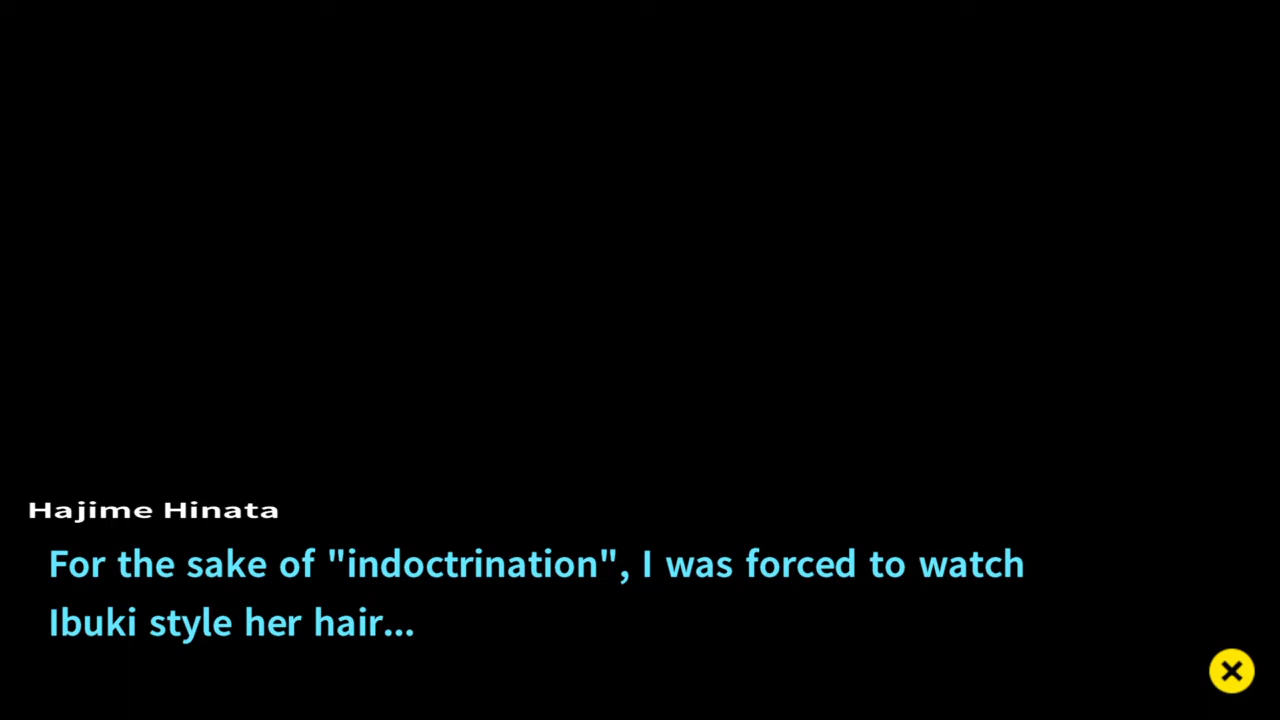 Hajime Hinata
For the sake of "indoctrination", I was forced to watch
Ibuki style her hair...